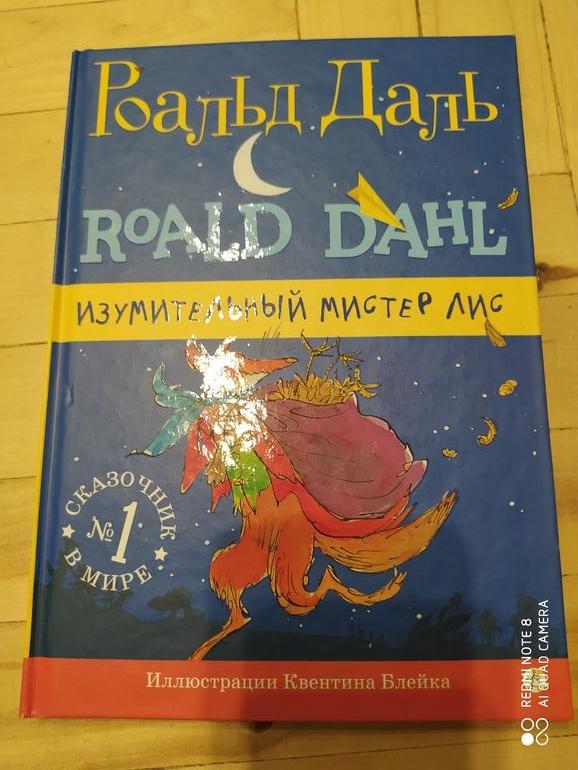 Роальд Даль
ROALD DAHL
ИЗУМИТЕЛЬНЫЙ МИСТЕР ЛИС
СКАЗОЧНИК
№1
В МИРЕ
Иллюстрации Квентина Блейка
REDMI NOTE 8
AI QUAD CAMERA